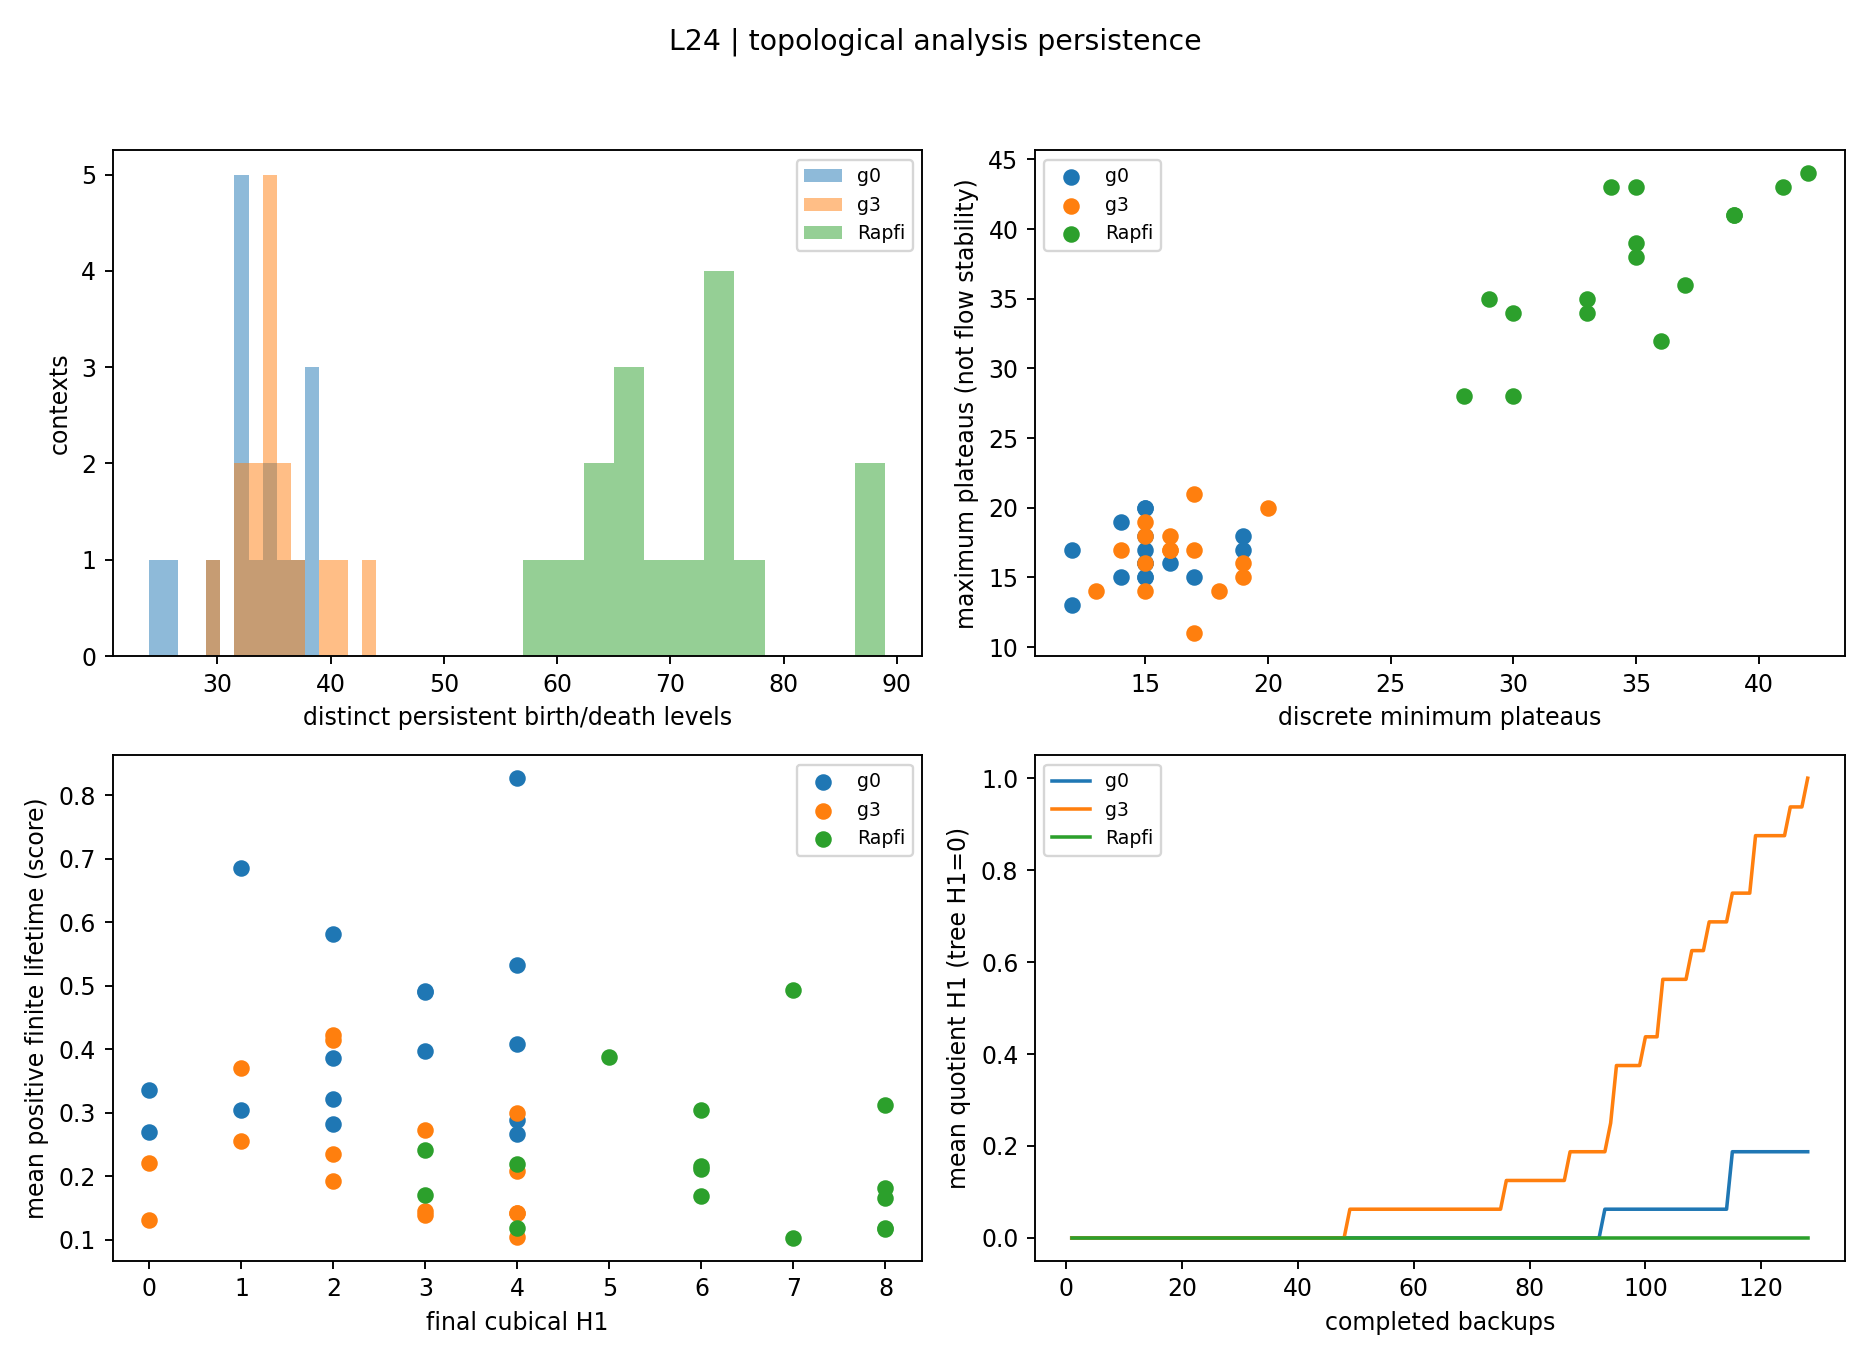 L24 | topological analysis persistence
5
4
3
2
1
0
contexts
g0
g3
Rapfi
30 40 50 60 70 80 90
distinct persistent birth/death levels
45
40
35
30
25
20
15
10
maximum plateaus (not flow stability)
g0
g3
Rapfi
15 20 25 30 35 40
discrete minimum plateaus
0.8
0.7
0.6
0.5
0.4
0.3
0.2
0.1
mean positive finite lifetime (score)
g0
g3
Rapfi
0 1 2 3 4 5 6 7 8
final cubical H1
1.0
0.8
0.6
0.4
0.2
0.0
mean quotient H1 (tree H1=0)
g0
g3
Rapfi
0 20 40 60 80 100 120
completed backups